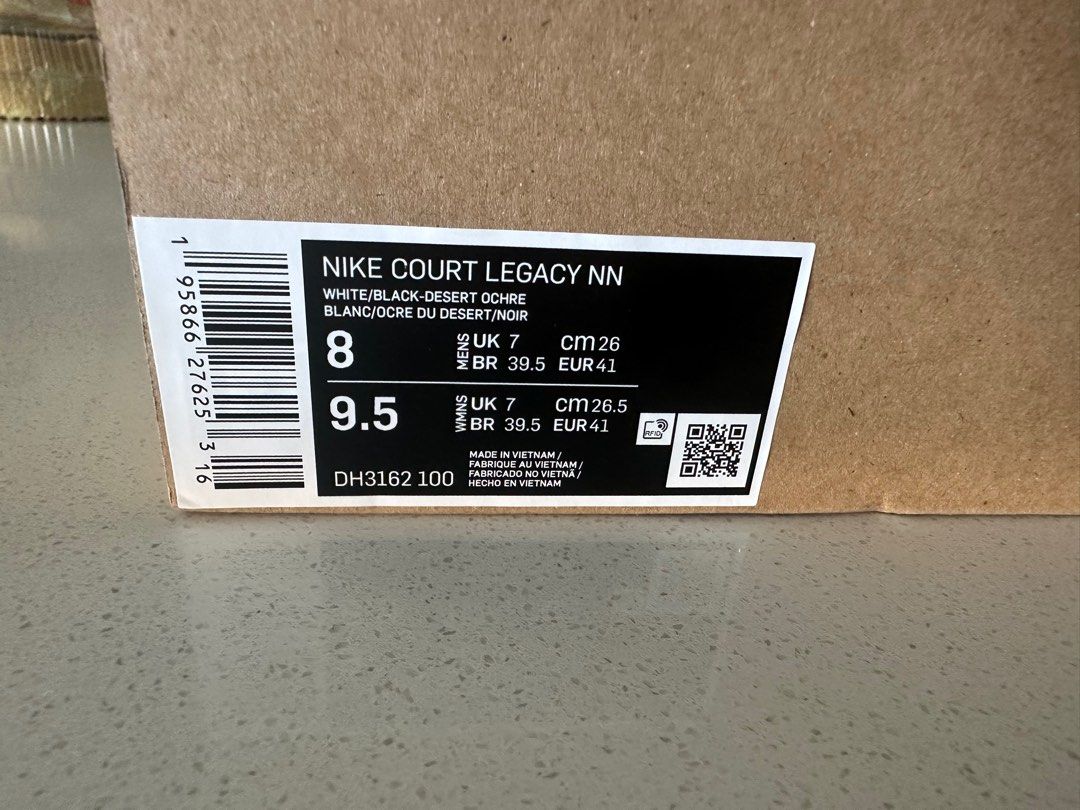 1 95866 27625 3 16
NIKE COURT LEGACY NN
WHITE/BLACK-DESERT OCHRE
BLANC/OCRE DU DESERT/NOIR
8 MENS UK 7 cm 26
BR 39.5 EUR 41
9.5 WMNS UK 7 cm 26.5
BR 39.5 EUR 41
RFID
DH3162 100
MADE IN VIETNAM /
FABRIQUE AU VIETNAM /
FABRICADO NO VIETNÃ /
HECHO EN VIETNAM